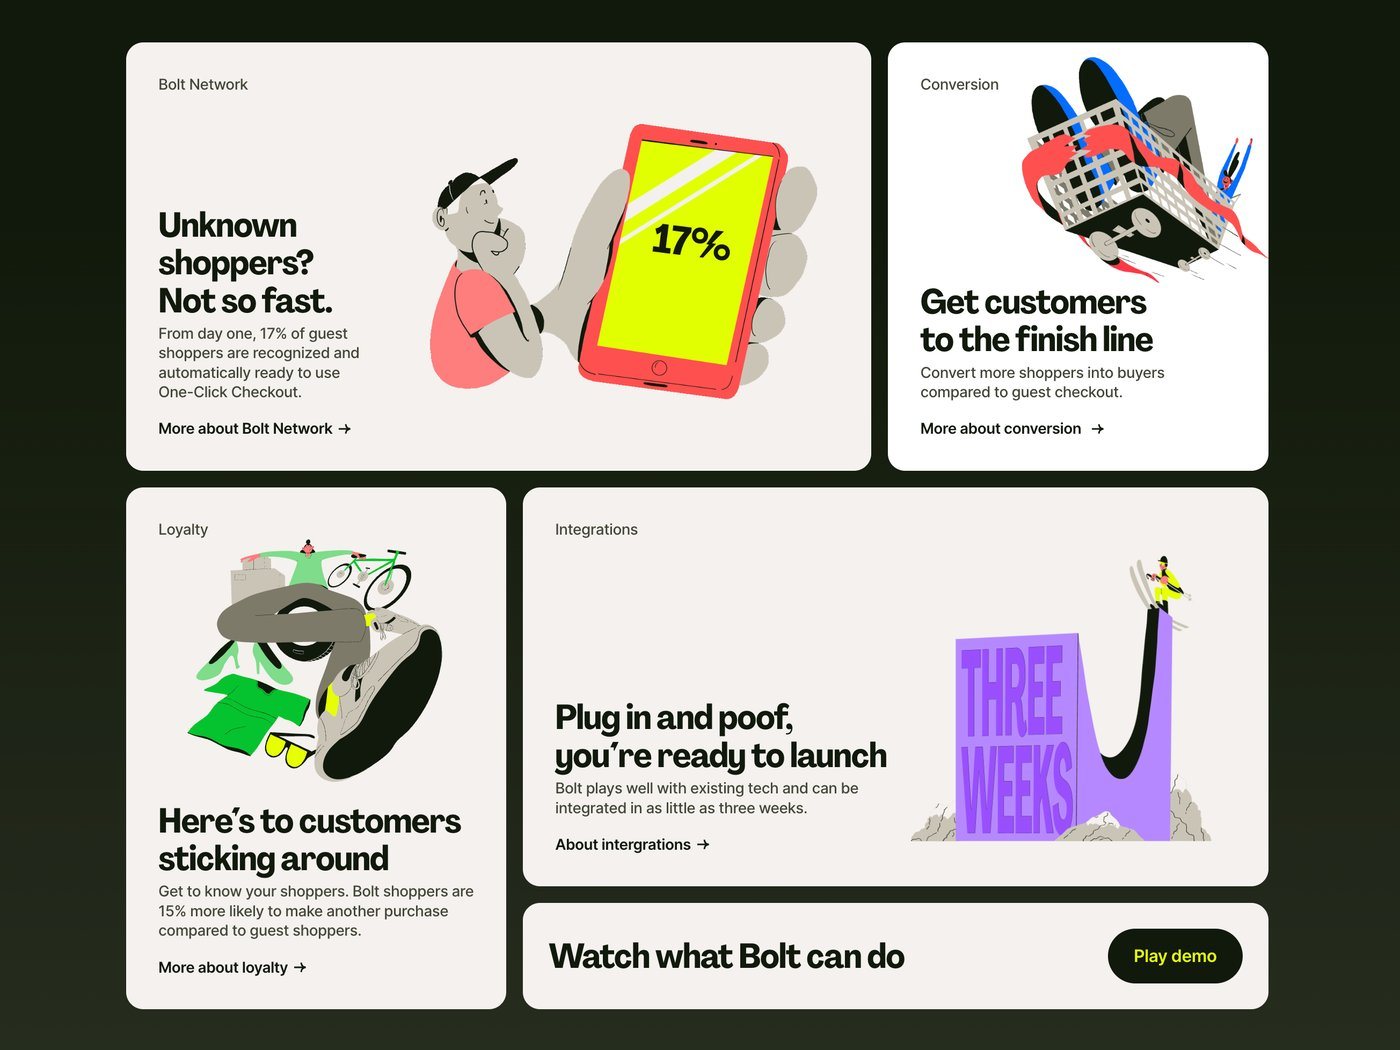 Bolt Network
Unknown
shoppers?
Not so fast.
From day one, 17% of guest
shoppers are recognized and
automatically ready to use
One-Click Checkout.
More about Bolt Network →
17%
Conversion
Get customers
to the finish line
Convert more shoppers into buyers
compared to guest checkout.
More about conversion →
Loyalty
Here's to customers
sticking around
Get to know your shoppers. Bolt shoppers are
15% more likely to make another purchase
compared to guest shoppers.
More about loyalty →
Integrations
Plug in and poof,
you're ready to launch
Bolt plays well with existing tech and can be
integrated in as little as three weeks.
About intergrations →
THREE
WEEKS
Watch what Bolt can do
Play demo